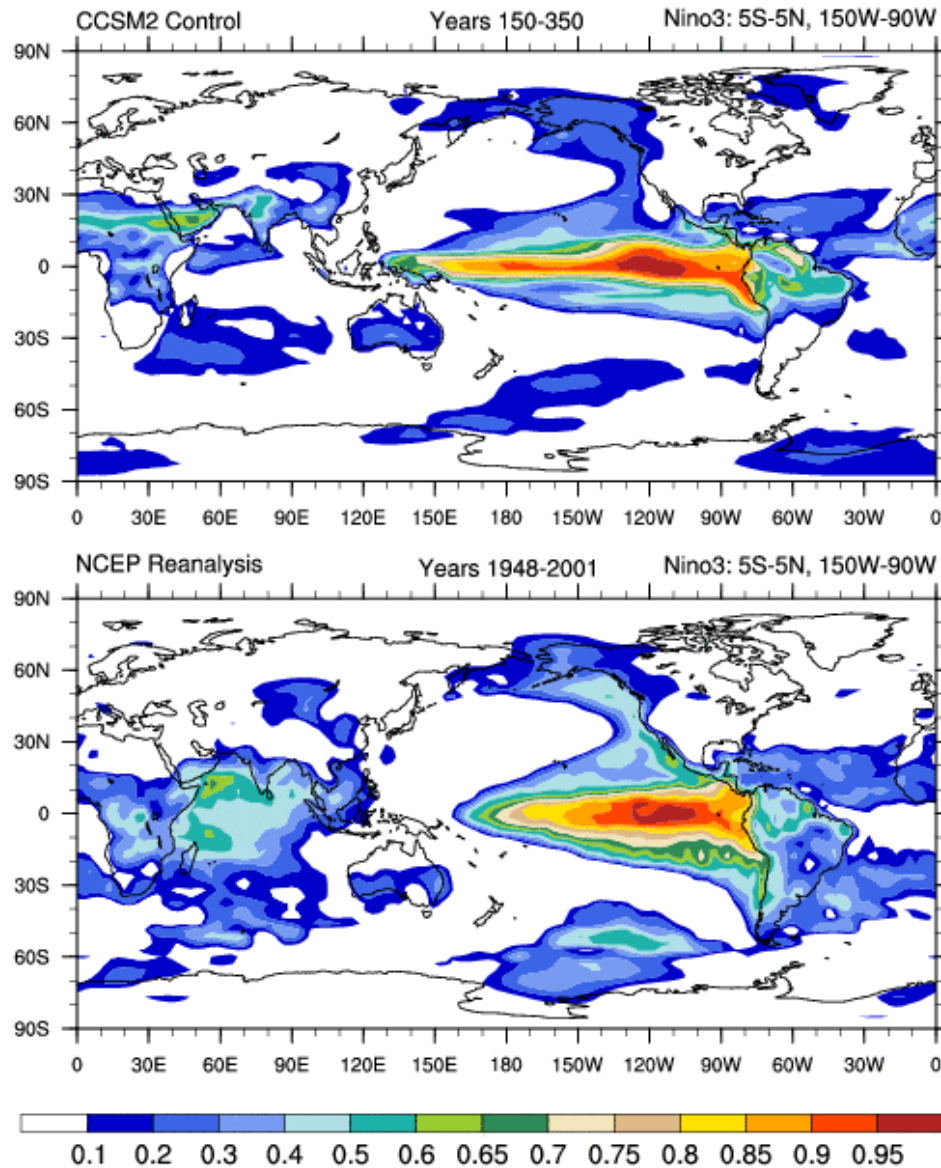 CCSM2 Control Years 150-350 Nino3: 5S-5N, 150W-90W
90N
60N
30N
0
30S
60S
90S
0 30E 60E 90E 120E 150E 180 150W 120W 90W 60W 30W 0
NCEP Reanalysis Years 1948-2001 Nino3: 5S-5N, 150W-90W
90N
60N
30N
0
30S
60S
90S
0 30E 60E 90E 120E 150E 180 150W 120W 90W 60W 30W 0
0.1 0.2 0.3 0.4 0.5 0.6 0.65 0.7 0.75 0.8 0.85 0.9 0.95